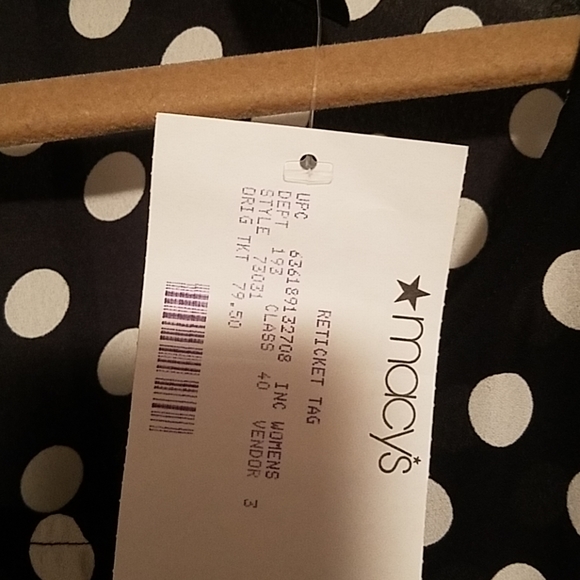 ★macy's
RETICKET TAG
UPC 636189132708 INC WOMENS
DEPT 193 CLASS 40 VENDOR 3
STYLE 73031
ORIG TKT 79.50